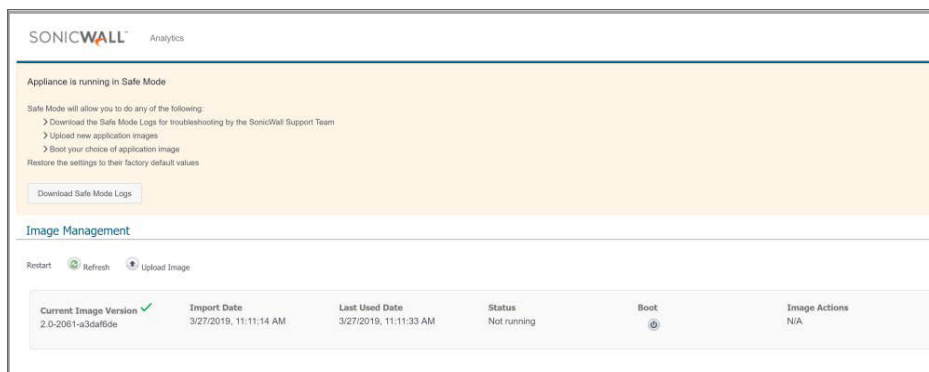 SONICWALL Analytics
Appliance is running in Safe Mode
Safe Mode will allow you to do any of the following:
Download the Safe Mode Logs for troubleshooting by the SonicWall Support Team
Upload new application images
Boot your choice of application image
Restore the settings to their factory default values
Download Safe Mode Logs
Image Management
Restart Refresh Upload Image
Current Image Version Import Date Last Used Date Status Boot Image Actions
2.0-2061-a3daf6de 3/27/2019, 11:11:14 AM 3/27/2019, 11:11:33 AM Not running N/A